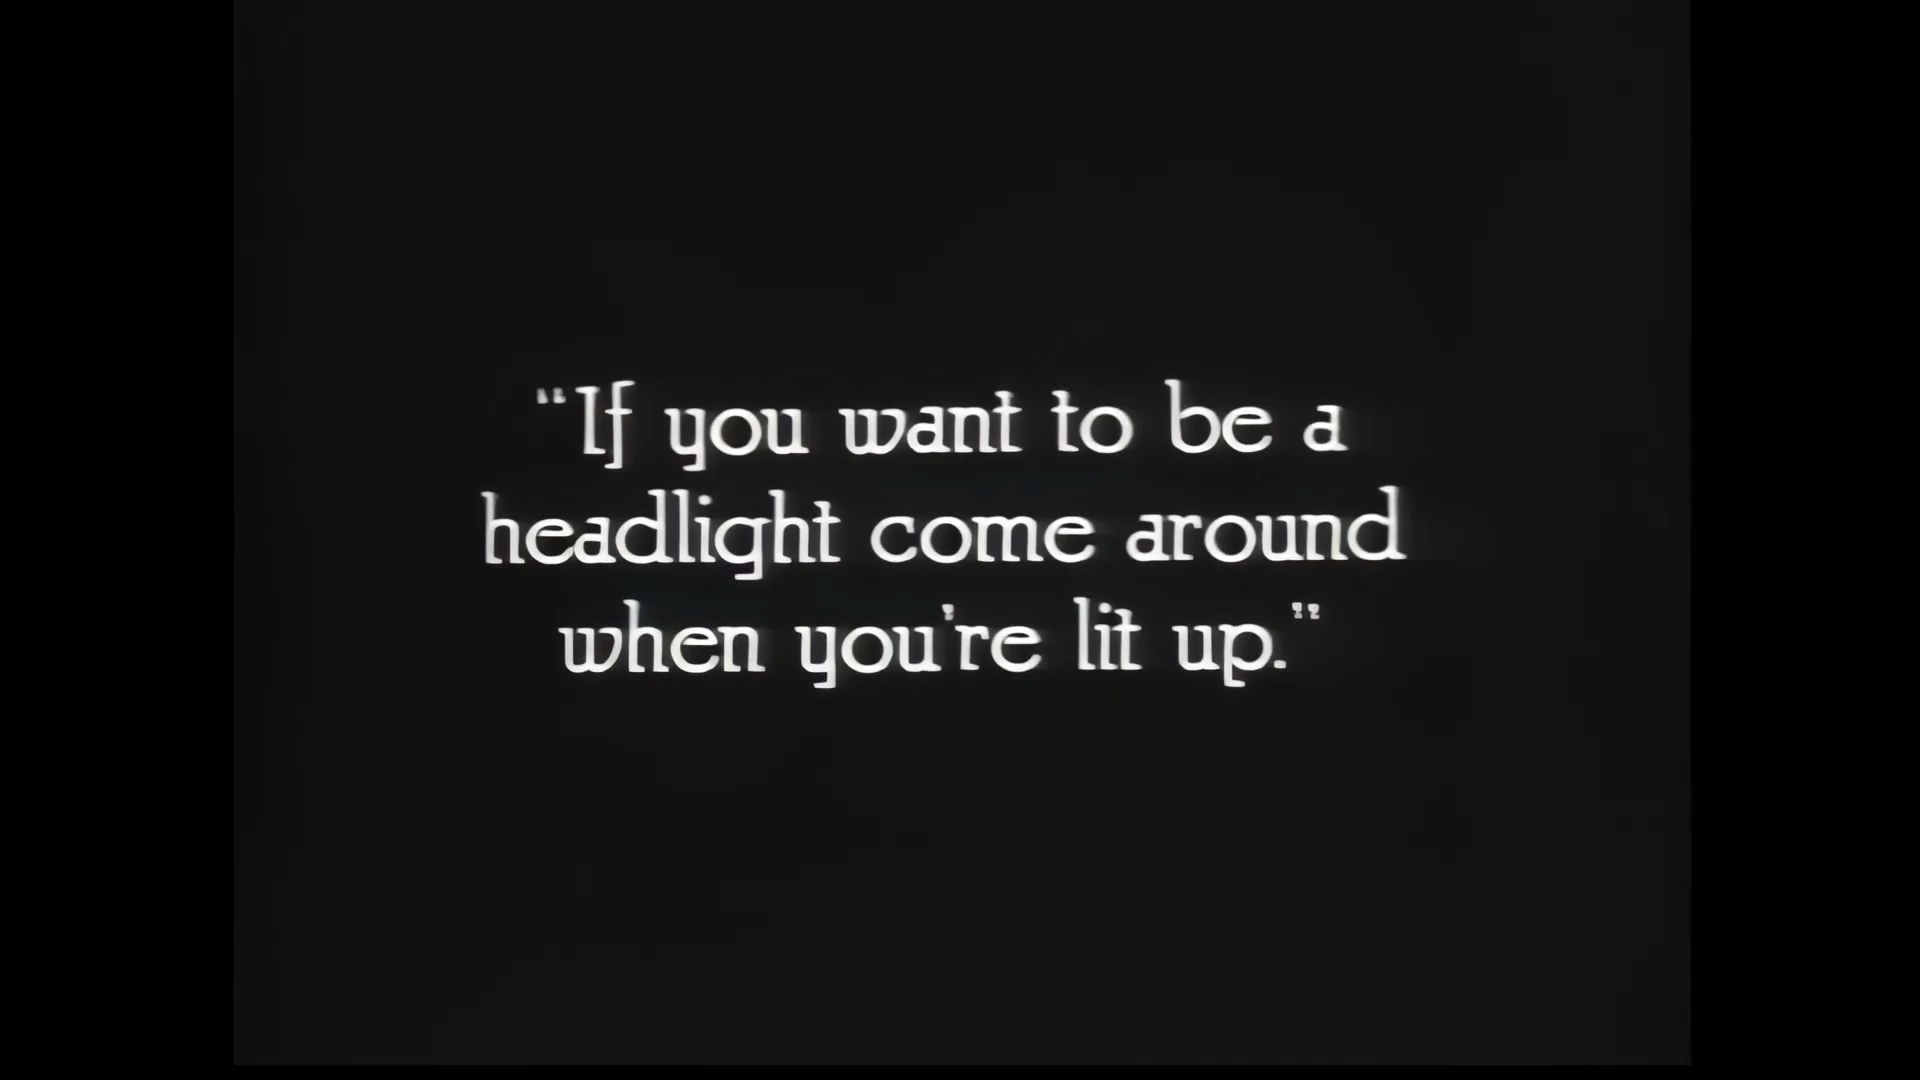 “If you want to be a
headlight come around
when you're lit up.”